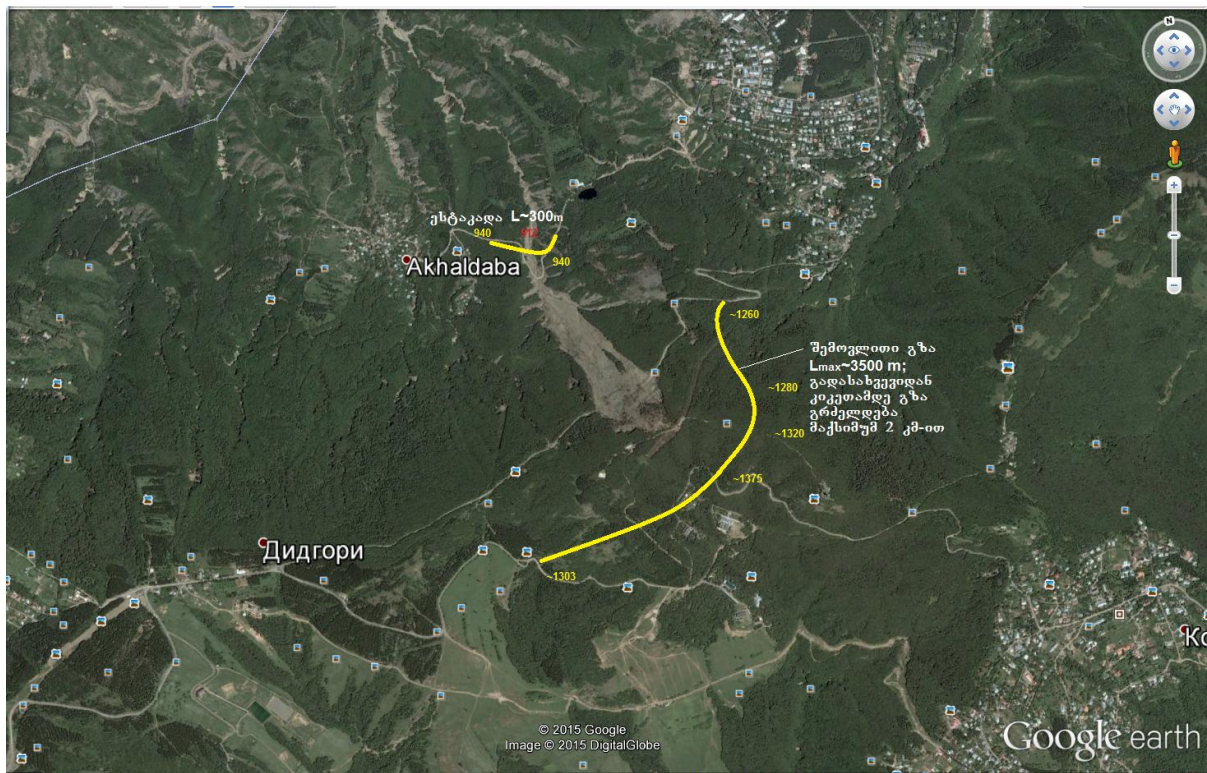 N
ესტაკადა L~300m
940
912
940
Akhaldaba
~1260
შემოვლითი გზა
Lmax~3500 m;
გადასახვევიდან
კიკეთამდე გზა
გრძელდება
მაქსიმუმ 2 კმ-ით
~1280
~1320
~1375
Дидгори
~1303
Ко
© 2015 Google
Image © 2015 DigitalGlobe
Google earth